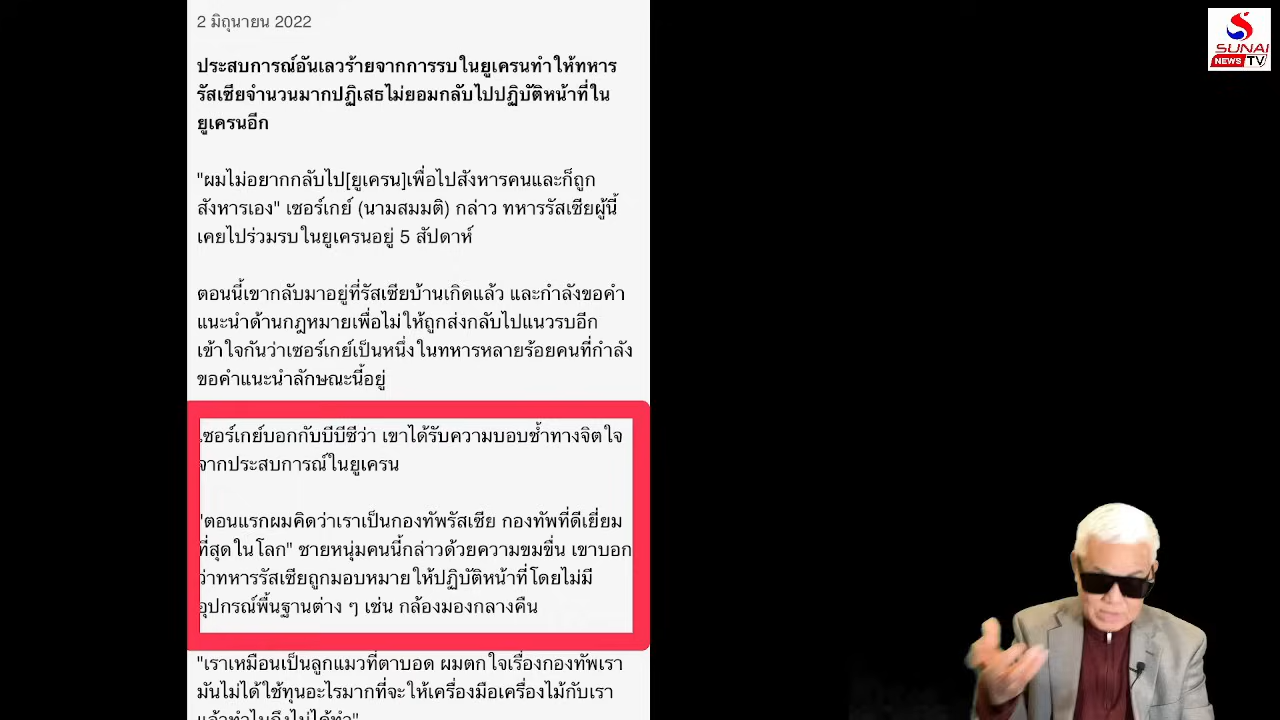 2 มิถุนายน 2022
SUNAI
NEWS TV
ประสบการณ์อันเลวร้ายจากการรบในยูเครนทำให้ทหาร
รัสเซียจำนวนมากปฏิเสธไม่ยอมกลับไปปฏิบัติหน้าที่ใน
ยูเครนอีก
"ผมไม่อยากกลับไป[ยูเครน]เพื่อไปสังหารคนและก็ถูก
สังหารเอง" เซอร์เกย์ (นามสมมติ) กล่าว ทหารรัสเซียผู้นี้
เคยไปร่วมรบในยูเครนอยู่ 5 สัปดาห์
ตอนนี้เขากลับมาอยู่ที่รัสเซียบ้านเกิดแล้ว และกำลังขอคำ
แนะนำด้านกฎหมายเพื่อไม่ให้ถูกส่งกลับไปแนวรบอีก
เข้าใจกันว่าเซอร์เกย์เป็นหนึ่งในทหารหลายร้อยคนที่กำลัง
ขอคำแนะนำลักษณะนี้อยู่
เซอร์เกย์บอกกับบีบีซีว่า เขาได้รับความบอบช้ำทางจิตใจ
จากประสบการณ์ในยูเครน
"ตอนแรกผมคิดว่าเราเป็นกองทัพรัสเซีย กองทัพที่ดีเยี่ยม
ที่สุดในโลก" ชายหนุ่มคนนี้กล่าวด้วยความขมขื่น เขาบอก
ว่าทหารรัสเซียถูกมอบหมายให้ปฏิบัติหน้าที่โดยไม่มี
อุปกรณ์พื้นฐานต่าง ๆ เช่น กล้องมองกลางคืน
"เราเหมือนเป็นลูกแมวที่ตาบอด ผมตกใจเรื่องกองทัพเรา
มันไม่ได้ใช้ทุนอะไรมากที่จะให้เครื่องมือเครื่องไม้กับเรา
แล้วทำไมถึงไม่ได้ทำ"